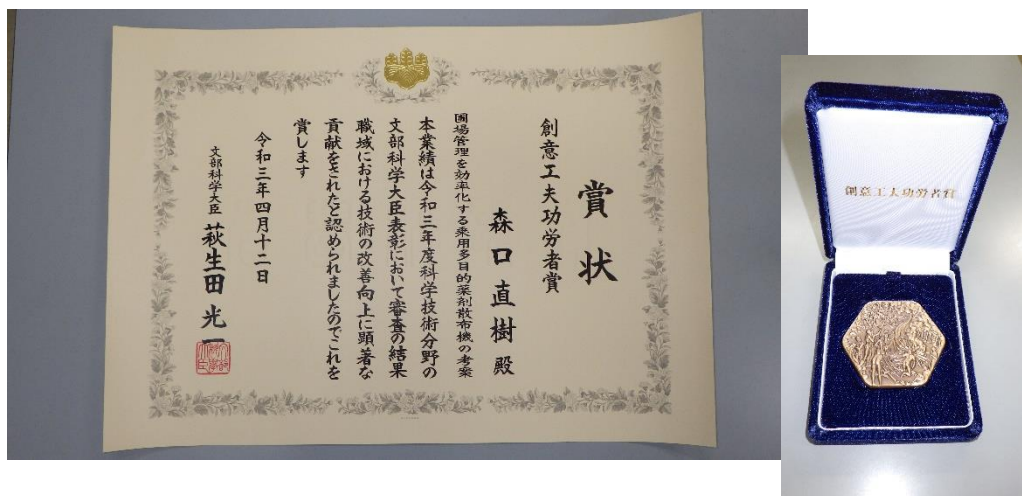 賞状
創意工夫功労者賞
森口直樹殿
圃場管理を効率化する乗用多目的薬剤散布機の考案
本業績は令和三年度科学技術分野の
文部科学大臣表彰において審査の結果
職域における技術の改善向上に顕著な
貢献をされたと認められましたのでこれを
賞します
令和三年四月十二日
文部科学大臣 萩生田光一
創意工夫功労者賞